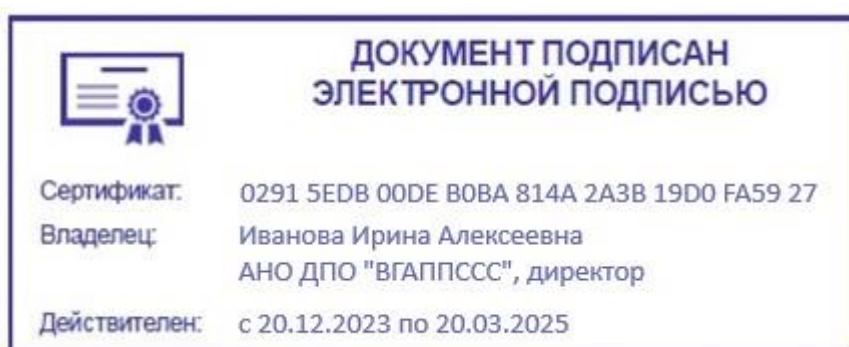 ДОКУМЕНТ ПОДПИСАН
ЭЛЕКТРОННОЙ ПОДПИСЬЮ
Сертификат: 0291 5EDB 00DE B0BA 814A 2A3B 19D0 FA59 27
Владелец: Иванова Ирина Алексеевна
АНО ДПО "ВГАППССС", директор
Действителен: с 20.12.2023 по 20.03.2025